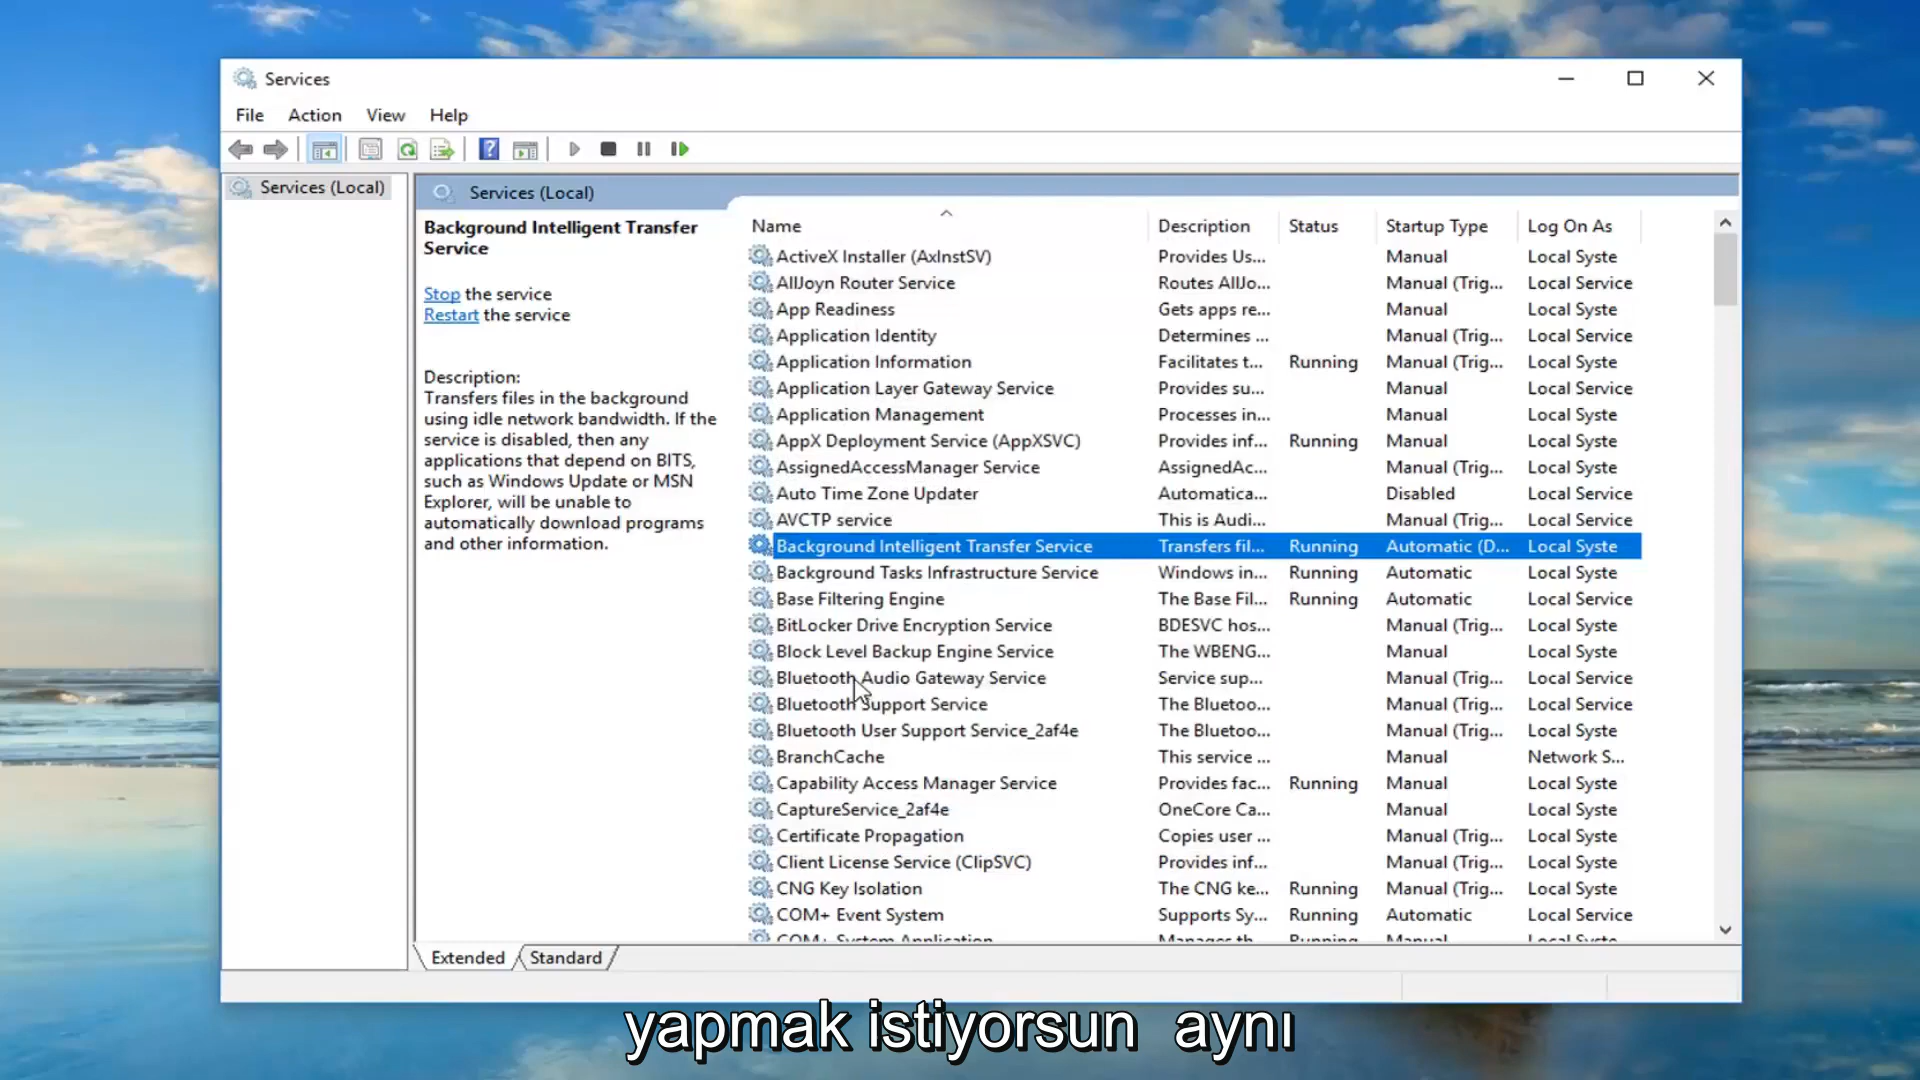 Services
File Action View Help
Services (Local)
Services (Local)
Background Intelligent Transfer
Service
Stop the service
Restart the service
Description:
Transfers files in the background
using idle network bandwidth. If the
service is disabled, then any
applications that depend on BITS,
such as Windows Update or MSN
Explorer, will be unable to
automatically download programs
and other information.
Name Description Status Startup Type Log On As
ActiveX Installer (AxInstSV) Provides Us... Manual Local Syste
AllJoyn Router Service Routes AllJo... Manual (Trig... Local Service
App Readiness Gets apps re... Manual Local Syste
Application Identity Determines ... Manual (Trig... Local Service
Application Information Facilitates t... Running Manual (Trig... Local Syste
Application Layer Gateway Service Provides su... Manual Local Service
Application Management Processes in... Manual Local Syste
AppX Deployment Service (AppXSVC) Provides inf... Running Manual Local Syste
AssignedAccessManager Service AssignedAc... Manual (Trig... Local Syste
Auto Time Zone Updater Automatica... Disabled Local Service
AVCTP service This is Audi... Manual (Trig... Local Service
Background Intelligent Transfer Service Transfers fil... Running Automatic (D... Local Syste
Background Tasks Infrastructure Service Windows in... Running Automatic Local Syste
Base Filtering Engine The Base Fil... Running Automatic Local Service
BitLocker Drive Encryption Service BDESVC hos... Manual (Trig... Local Syste
Block Level Backup Engine Service The WBENG... Manual Local Syste
Bluetooth Audio Gateway Service Service sup... Manual (Trig... Local Service
Bluetooth Support Service The Bluetoo... Manual (Trig... Local Service
Bluetooth User Support Service_2af4e The Bluetoo... Manual (Trig... Local Syste
BranchCache This service ... Manual Network S...
Capability Access Manager Service Provides fac... Running Manual Local Syste
CaptureService_2af4e OneCore Ca... Manual Local Syste
Certificate Propagation Copies user ... Manual (Trig... Local Syste
Client License Service (ClipSVC) Provides inf... Manual (Trig... Local Syste
CNG Key Isolation The CNG ke... Running Manual (Trig... Local Syste
COM+ Event System Supports Sy... Running Automatic Local Service
COM+ System Application Manages th... Running Manual Local Syste
Extended Standard
yapmak istiyorsun aynı